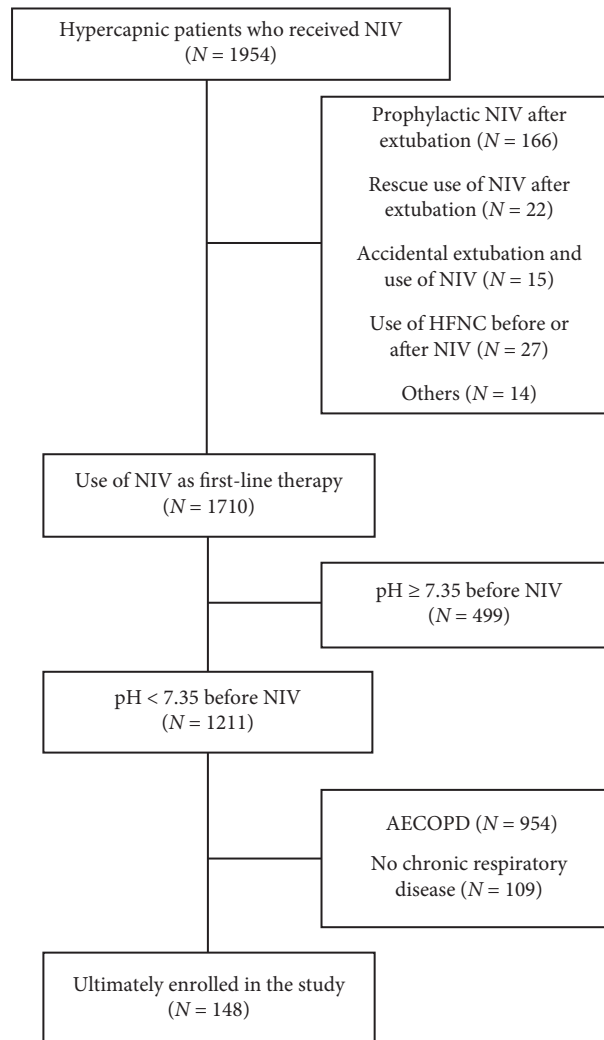 Hypercapnic patients who received NIV
(N = 1954)
Prophylactic NIV after
extubation (N = 166)
Rescue use of NIV after
extubation (N = 22)
Accidental extubation and
use of NIV (N = 15)
Use of HFNC before or
after NIV (N = 27)
Others (N = 14)
Use of NIV as first-line therapy
(N = 1710)
pH ≥ 7.35 before NIV
(N = 499)
pH < 7.35 before NIV
(N = 1211)
AECOPD (N = 954)
No chronic respiratory
disease (N = 109)
Ultimately enrolled in the study
(N = 148)